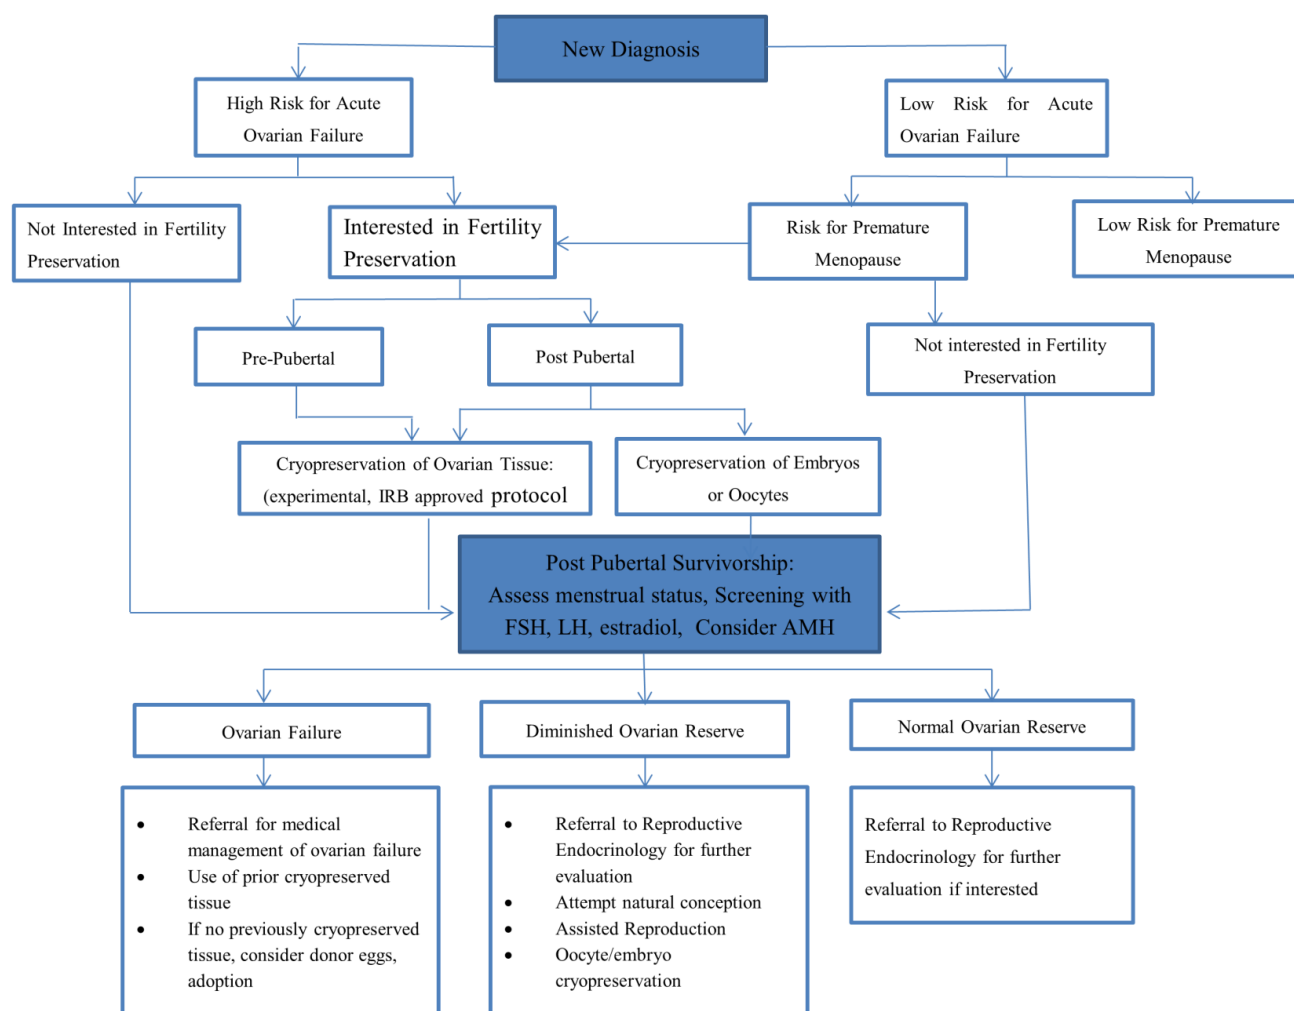 New Diagnosis
High Risk for Acute
Ovarian Failure
Low Risk for Acute
Ovarian Failure
Not Interested in Fertility
Preservation
Interested in Fertility
Preservation
Risk for Premature
Menopause
Low Risk for Premature
Menopause
Pre-Pubertal
Post Pubertal
Not interested in Fertility
Preservation
Cryopreservation of Ovarian Tissue:
(experimental, IRB approved protocol
Cryopreservation of Embryos
or Oocytes
Post Pubertal Survivorship:
Assess menstrual status, Screening with
FSH, LH, estradiol, Consider AMH
Ovarian Failure
Diminished Ovarian Reserve
Normal Ovarian Reserve
• Referral for medical
management of ovarian failure
• Use of prior cryopreserved
tissue
• If no previously cryopreserved
tissue, consider donor eggs,
adoption
• Referral to Reproductive
Endocrinology for further
evaluation
• Attempt natural conception
• Assisted Reproduction
• Oocyte/embryo
cryopreservation
Referral to Reproductive
Endocrinology for further
evaluation if interested